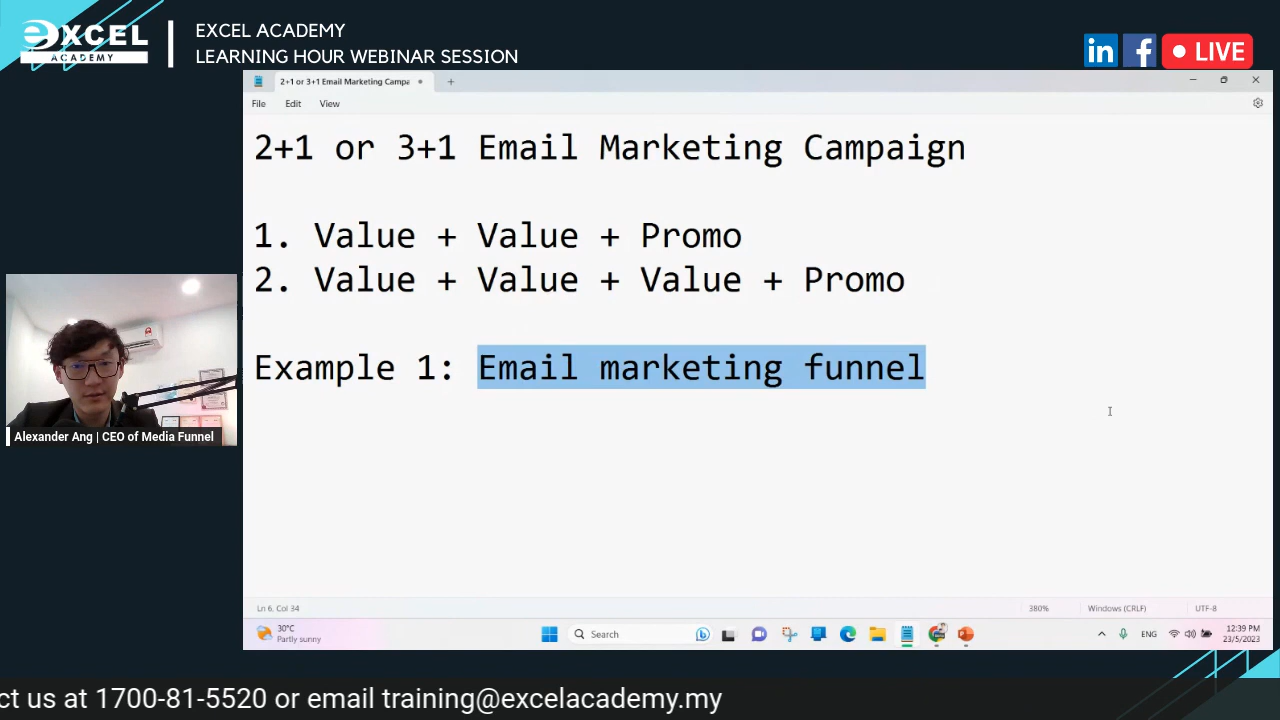 eXCEL
ACADEMY
EXCEL ACADEMY
LEARNING HOUR WEBINAR SESSION
in
f
LIVE
2+1 or 3+1 Email Marketing Campa
File Edit View
2+1 or 3+1 Email Marketing Campaign
1. Value + Value + Promo
2. Value + Value + Value + Promo
Example 1: Email marketing funnel
Alexander Ang | CEO of Media Funnel
Ln 6, Col 34
380%
Windows (CRLF)
UTF-8
30°C
Partly sunny
Search
ENG
12:39 PM
23/5/2023
ct us at 1700-81-5520 or email training@excelacademy.my